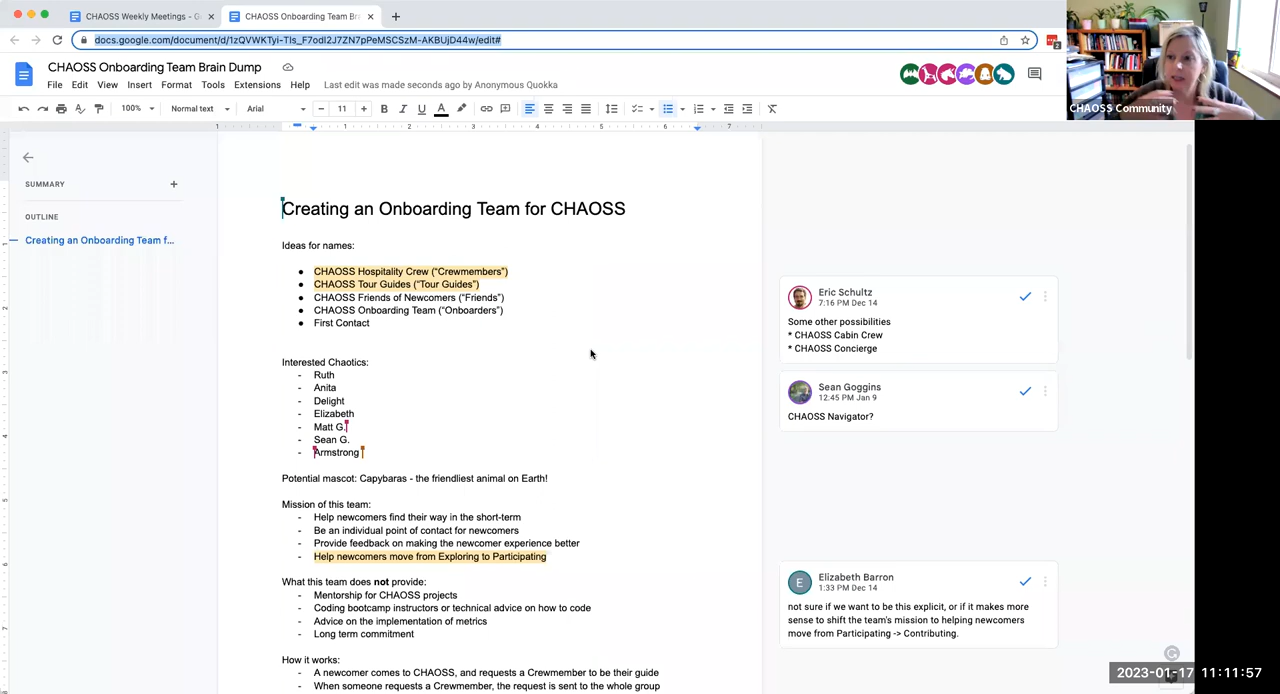 CHAOSS Weekly Meetings - G
CHAOSS Onboarding Team Br
docs.google.com/document/d/1zQVWKTyi-Tls_F7odI2J7ZN7pPeMSCSzM-AKBUjD44w/edit#
2
CHAOSS Onboarding Team Brain Dump
File Edit View Insert Format Tools Extensions Help Last edit was made seconds ago by Anonymous Quokka
100% Normal text Arial 11 B I U A
CHAOSS Community
1 1 2 3 4 5 6 7
SUMMARY
OUTLINE
Creating an Onboarding Team f...
Creating an Onboarding Team for CHAOSS
Ideas for names:
● CHAOSS Hospitality Crew (“Crewmembers”)
● CHAOSS Tour Guides (“Tour Guides”)
● CHAOSS Friends of Newcomers (“Friends”)
● CHAOSS Onboarding Team (“Onboarders”)
● First Contact
Interested Chaotics:
- Ruth
- Anita
- Delight
- Elizabeth
- Matt G.
- Sean G.
- Armstrong
Potential mascot: Capybaras - the friendliest animal on Earth!
Mission of this team:
- Help newcomers find their way in the short-term
- Be an individual point of contact for newcomers
- Provide feedback on making the newcomer experience better
- Help newcomers move from Exploring to Participating
What this team does not provide:
- Mentorship for CHAOSS projects
- Coding bootcamp instructors or technical advice on how to code
- Advice on the implementation of metrics
- Long term commitment
How it works:
- A newcomer comes to CHAOSS, and requests a Crewmember to be their guide
- When someone requests a Crewmember, the request is sent to the whole group
Eric Schultz
7:16 PM Dec 14
Some other possibilities
* CHAOSS Cabin Crew
* CHAOSS Concierge
Sean Goggins
12:45 PM Jan 9
CHAOSS Navigator?
E
Elizabeth Barron
1:33 PM Dec 14
not sure if we want to be this explicit, or if it makes more
sense to shift the team's mission to helping newcomers
move from Participating -> Contributing.
2023-01-17 11:11:57